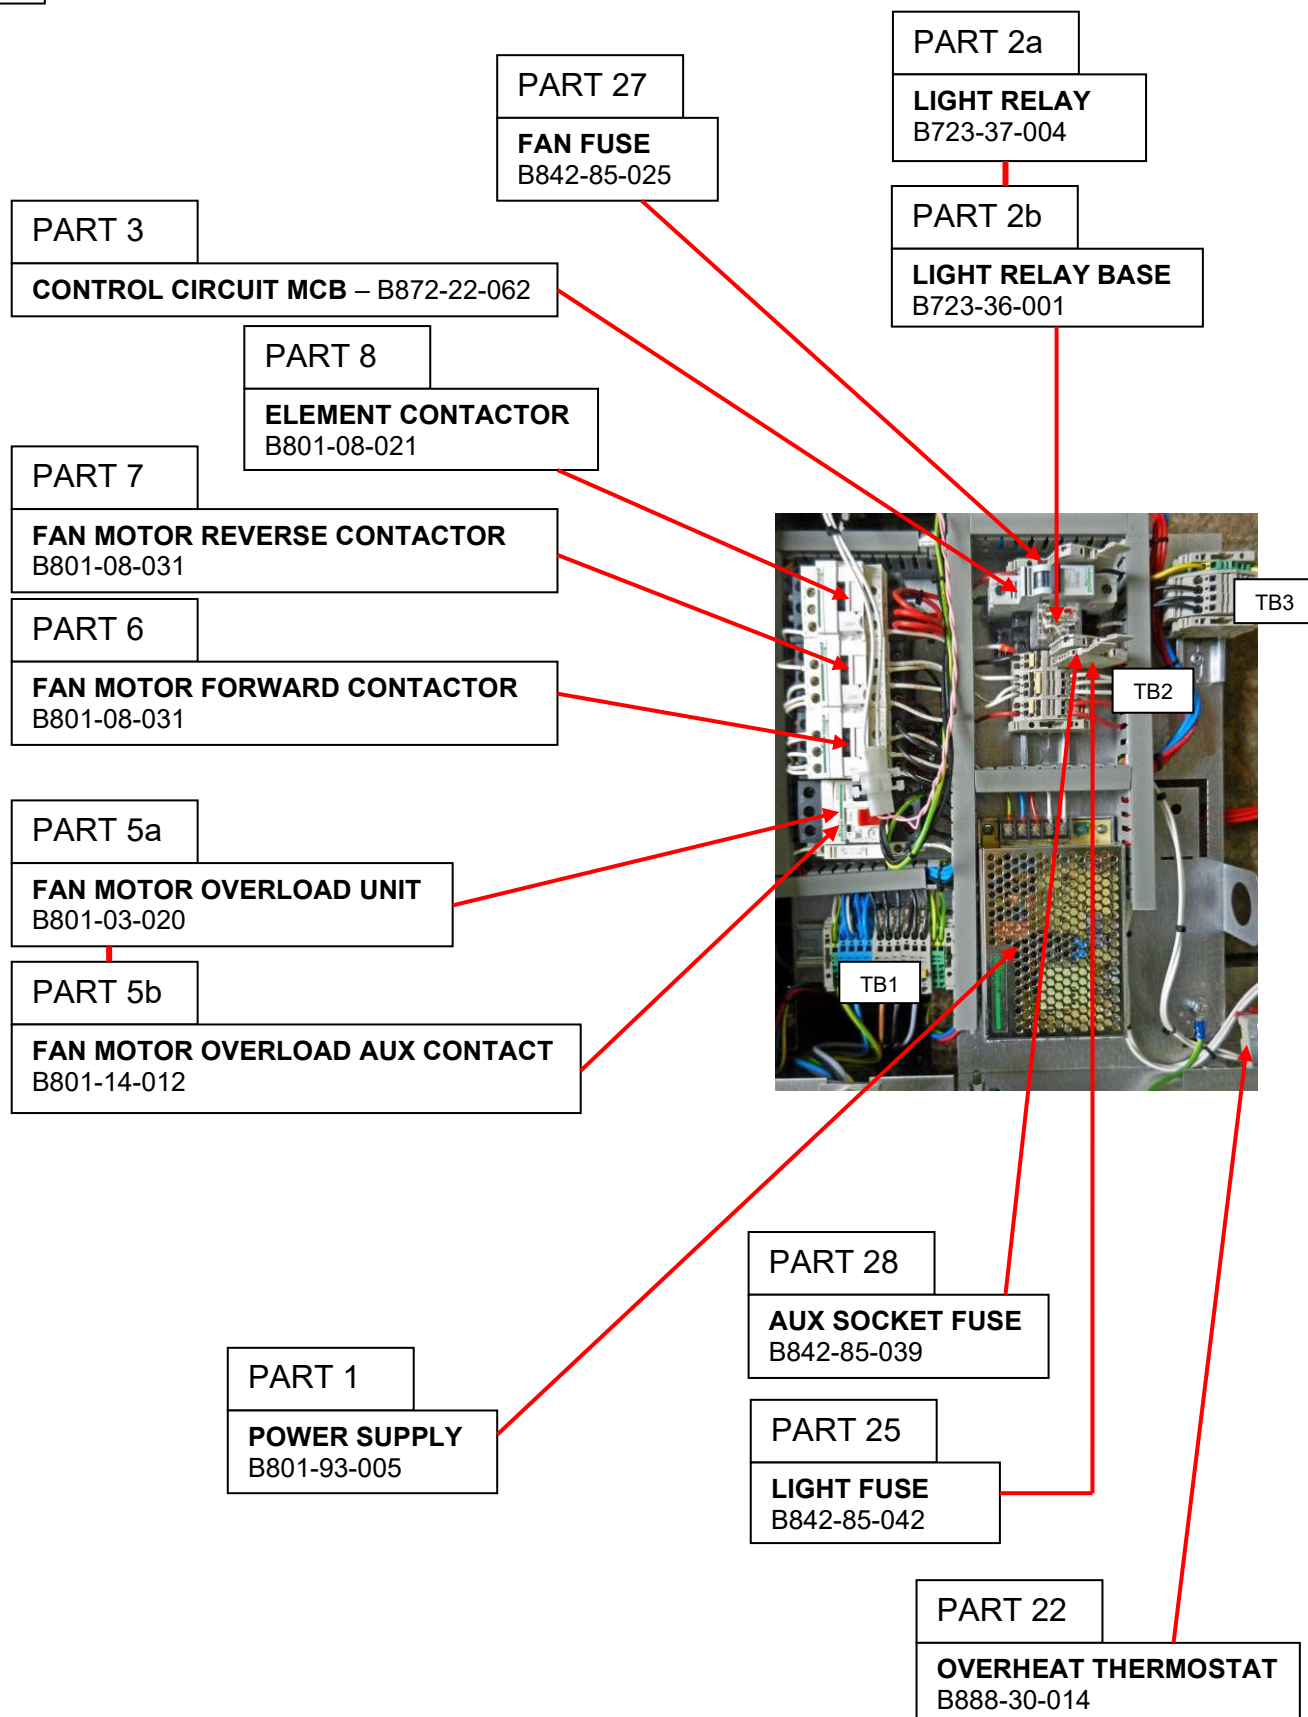 PART 2a
LIGHT RELAY
B723-37-004
PART 27
FAN FUSE
B842-85-025
PART 2b
LIGHT RELAY BASE
B723-36-001
PART 3
CONTROL CIRCUIT MCB – B872-22-062
PART 8
ELEMENT CONTACTOR
B801-08-021
PART 7
FAN MOTOR REVERSE CONTACTOR
B801-08-031
PART 6
FAN MOTOR FORWARD CONTACTOR
B801-08-031
TB3
TB2
PART 5a
FAN MOTOR OVERLOAD UNIT
B801-03-020
PART 5b
FAN MOTOR OVERLOAD AUX CONTACT
B801-14-012
TB1
PART 28
AUX SOCKET FUSE
B842-85-039
PART 1
POWER SUPPLY
B801-93-005
PART 25
LIGHT FUSE
B842-85-042
PART 22
OVERHEAT THERMOSTAT
B888-30-014